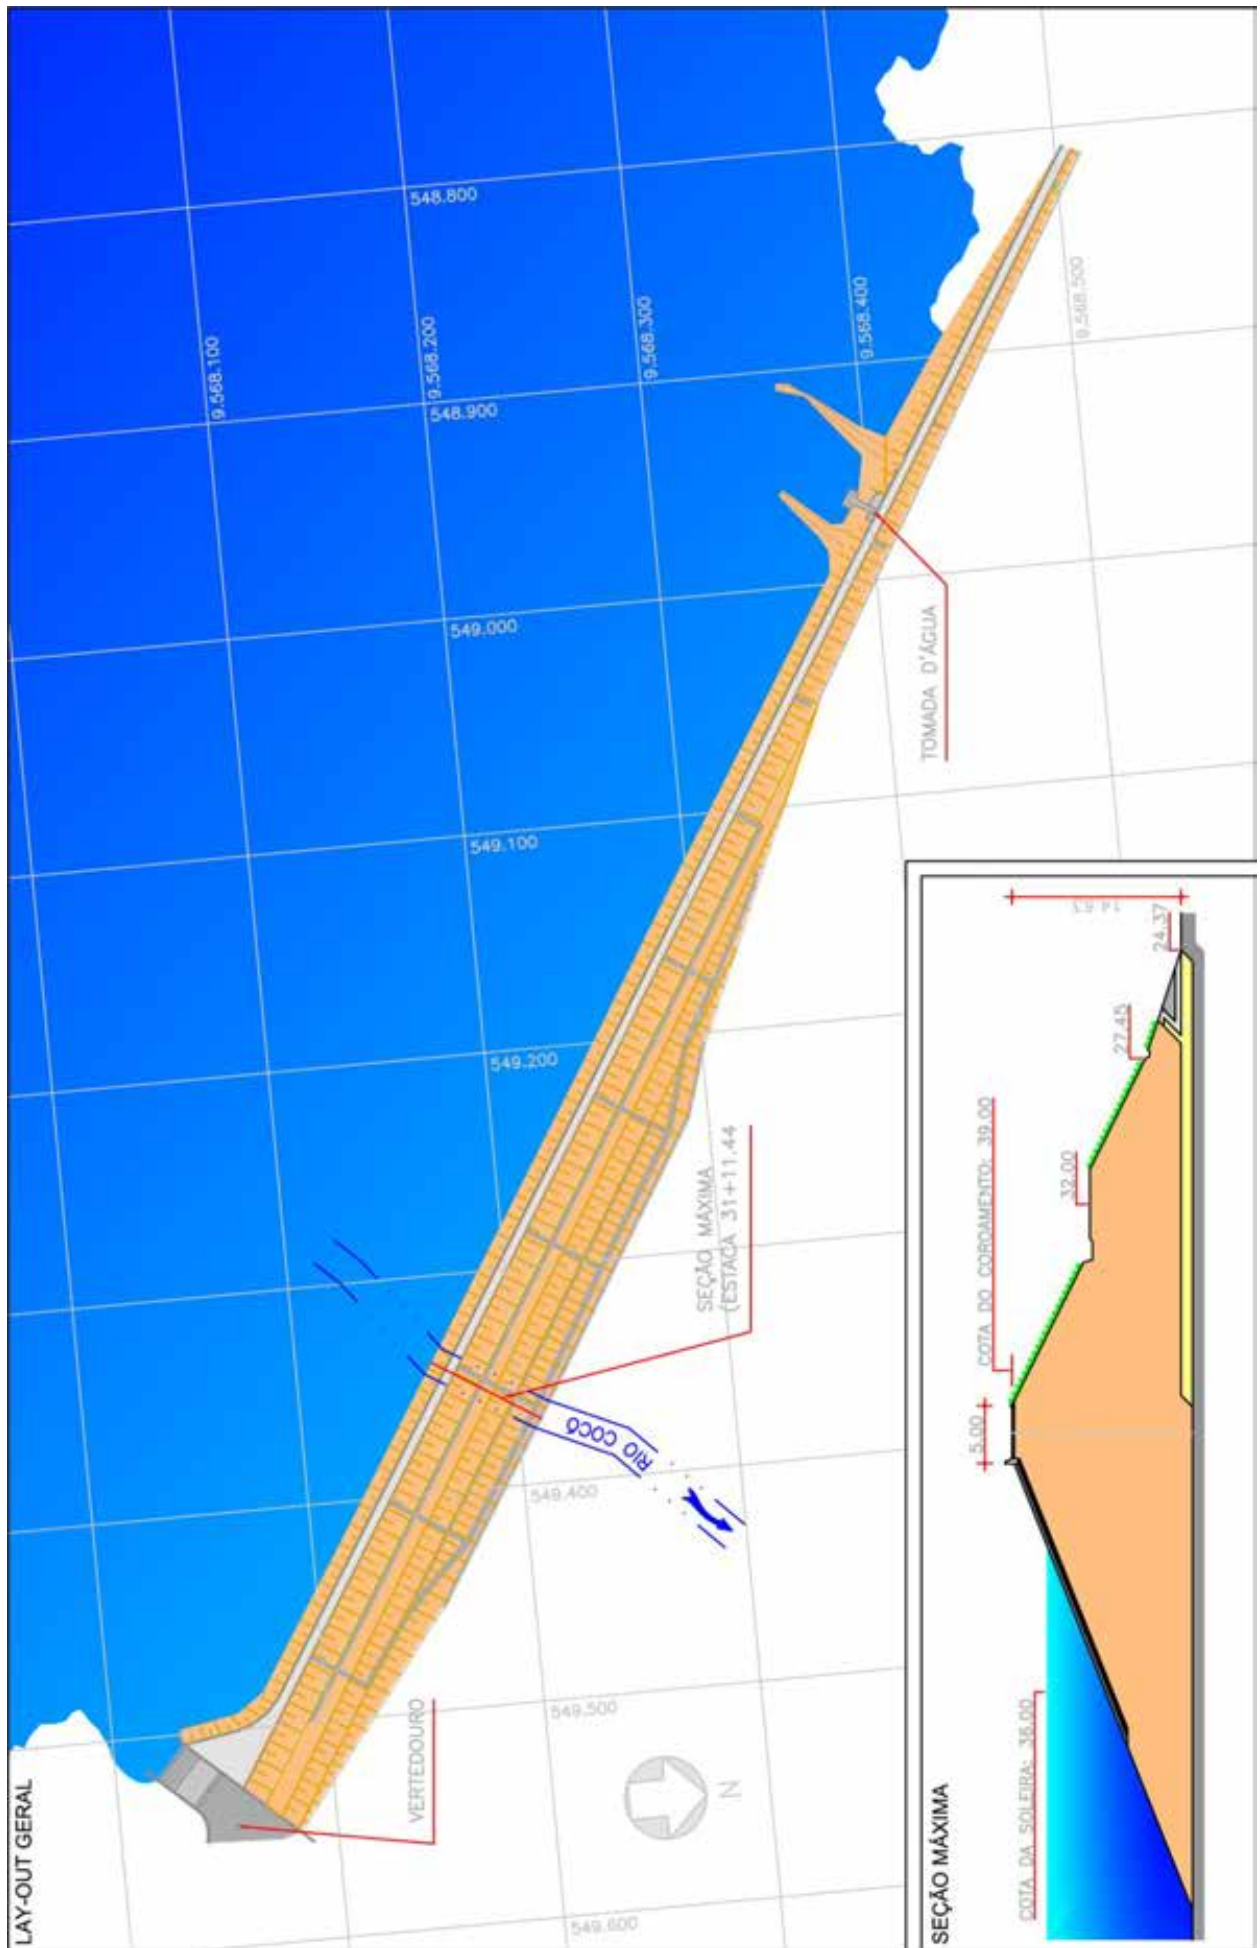 LAY-OUT GERAL
548.800
9.568.100
9.568.200
548.900
9.568.300
9.568.400
9.568.500
549.000
TOMADA D'ÁGUA
549.100
549.200
SEÇÃO MÁXIMA
(ESTACA 31+11.44
RIO COCÓ
549.400
549.500
VERTEDOURO
N
549.600
SEÇÃO MÁXIMA
COTA DA SOLEIRA: 36.00
5.00
COTA DO COROAMENTO: 39.00
32.00
27.45
24.37